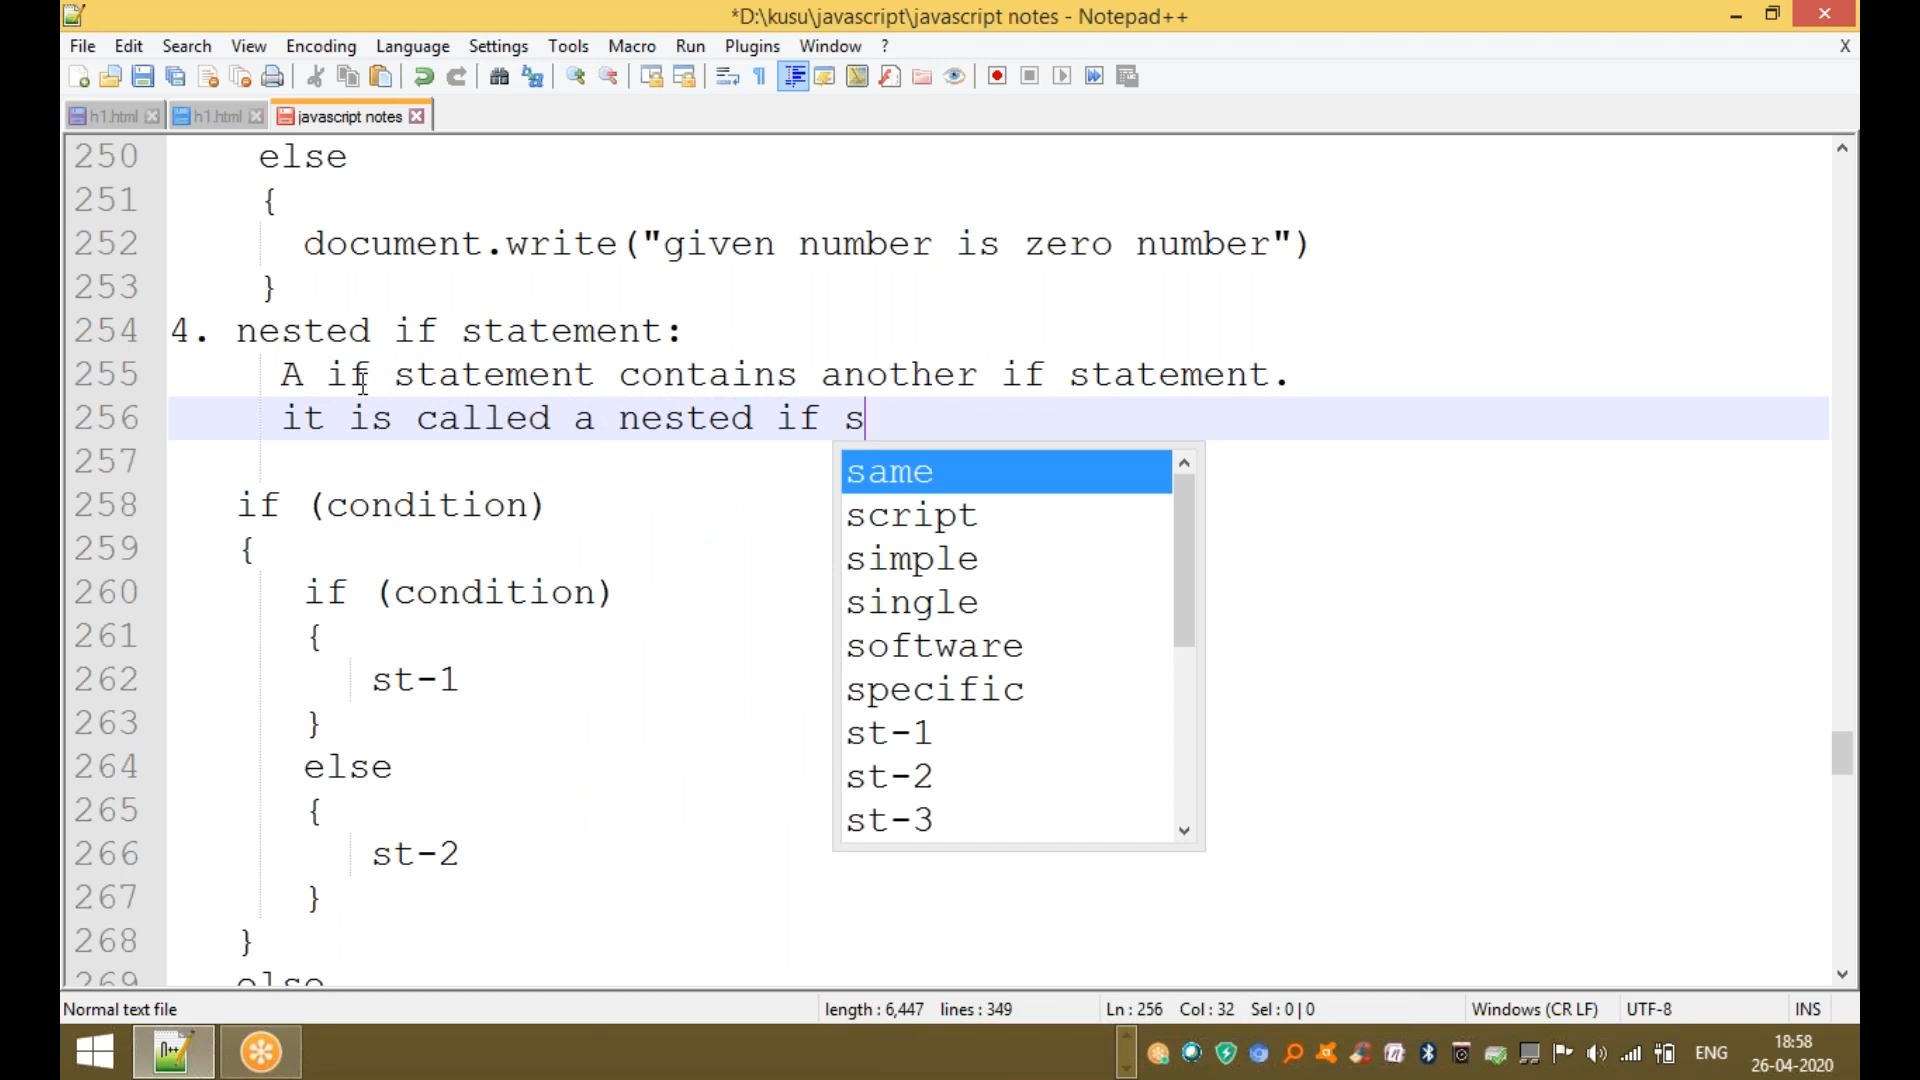 *D:\kusu\javascript\javascript notes - Notepad++
File Edit Search View Encoding Language Settings Tools Macro Run Plugins Window ? X
h1.html h1.html javascript notes
250 else
251 {
252 document.write("given number is zero number")
253 }
254 4. nested if statement:
255 A if statement contains another if statement.
256 it is called a nested if s
257
258 if (condition)
259 {
260 if (condition)
261 {
262 st-1
263 }
264 else
265 {
266 st-2
267 }
268 }
269 else
same
script
simple
single
software
specific
st-1
st-2
st-3
Normal text file length : 6,447 lines : 349 Ln : 256 Col : 32 Sel : 0 | 0 Windows (CR LF) UTF-8 INS
ENG 18:58
26-04-2020